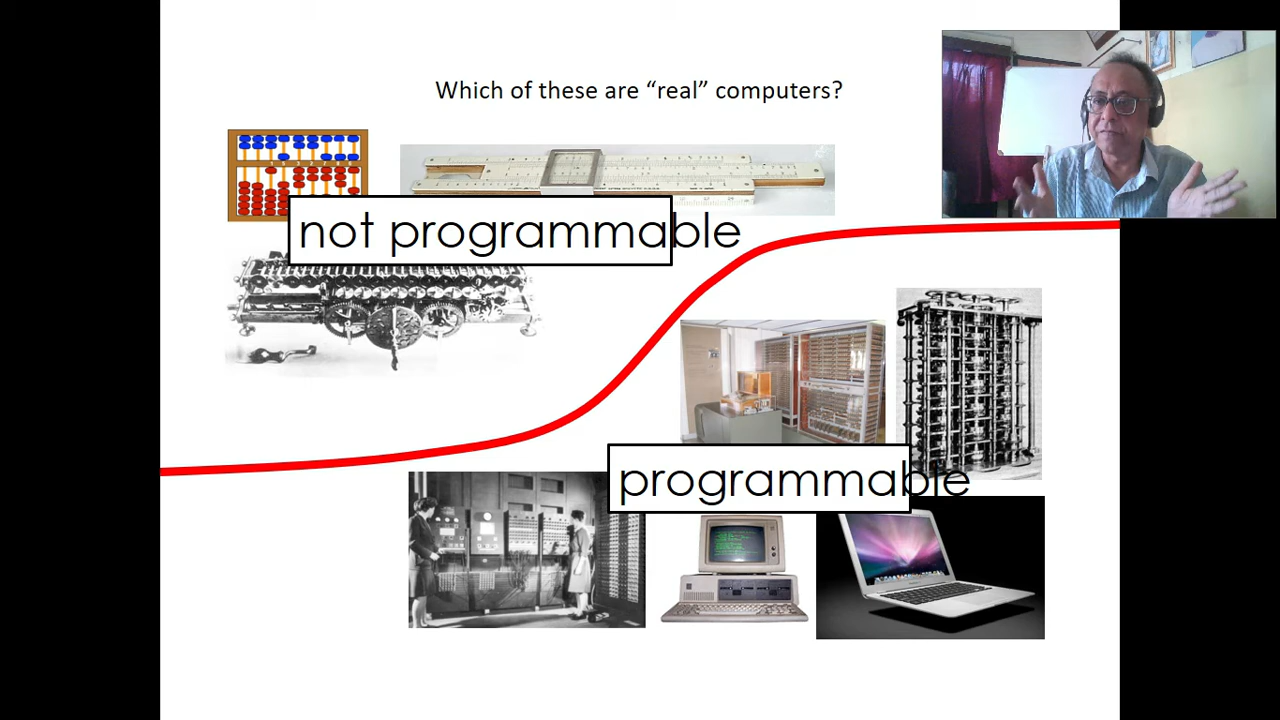 Which of these are “real” computers?
not programmable
programmable